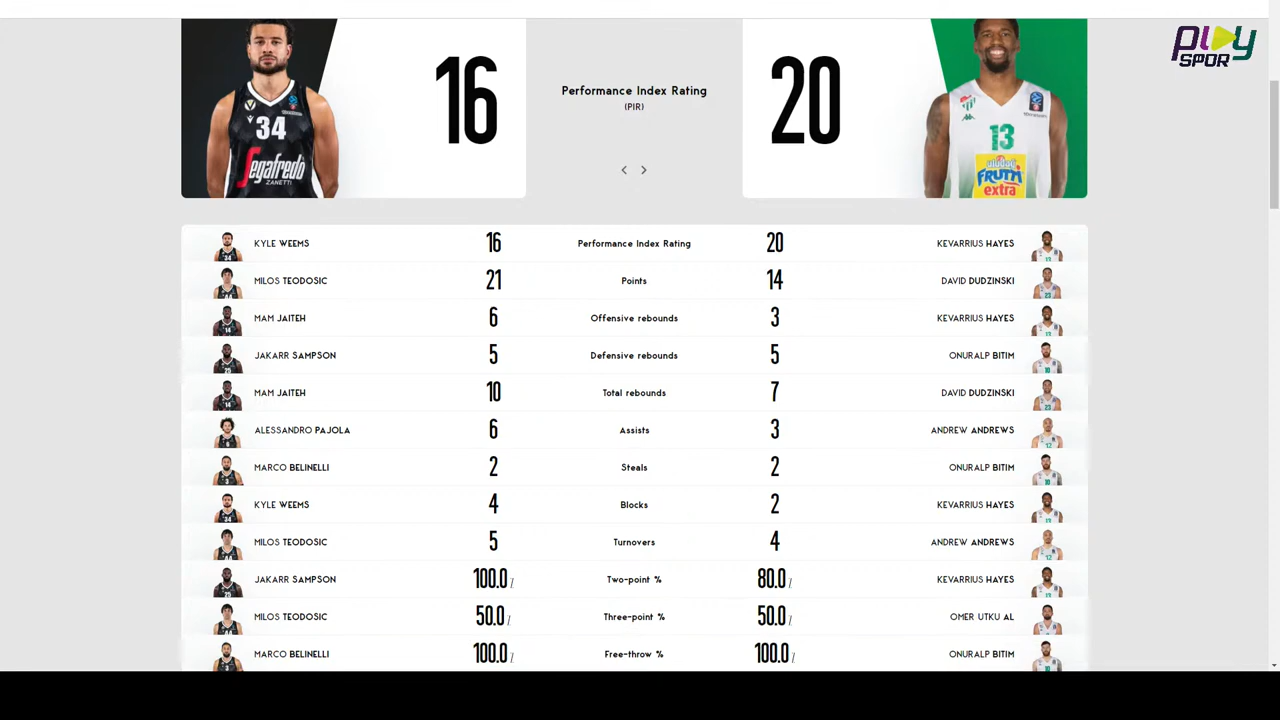 play
SPOR
16
Performance Index Rating
(PIR)
20
34
Segafredo
ZANETTI
13
uludağ
FRUTTI
extra
KYLE WEEMS 16 Performance Index Rating 20 KEVARRIUS HAYES
MILOS TEODOSIC 21 Points 14 DAVID DUDZINSKI
MAM JAITEH 6 Offensive rebounds 3 KEVARRIUS HAYES
JAKARR SAMPSON 5 Defensive rebounds 5 ONURALP BITIM
MAM JAITEH 10 Total rebounds 7 DAVID DUDZINSKI
ALESSANDRO PAJOLA 6 Assists 3 ANDREW ANDREWS
MARCO BELINELLI 2 Steals 2 ONURALP BITIM
KYLE WEEMS 4 Blocks 2 KEVARRIUS HAYES
MILOS TEODOSIC 5 Turnovers 4 ANDREW ANDREWS
JAKARR SAMPSON 100.0 % Two-point % 80.0 % KEVARRIUS HAYES
MILOS TEODOSIC 50.0 % Three-point % 50.0 % OMER UTKU AL
MARCO BELINELLI 100.0 % Free-throw % 100.0 % ONURALP BITIM